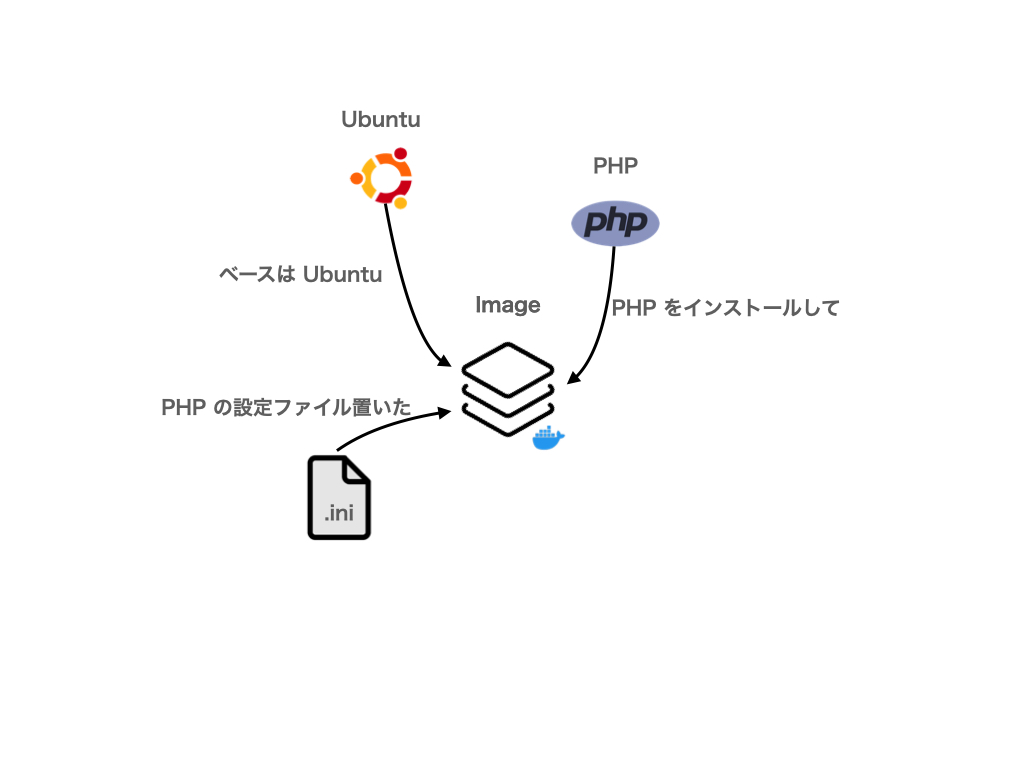 Ubuntu
PHP
php
ベースは Ubuntu
Image
PHP をインストールして
PHP の設定ファイル置いた
.ini